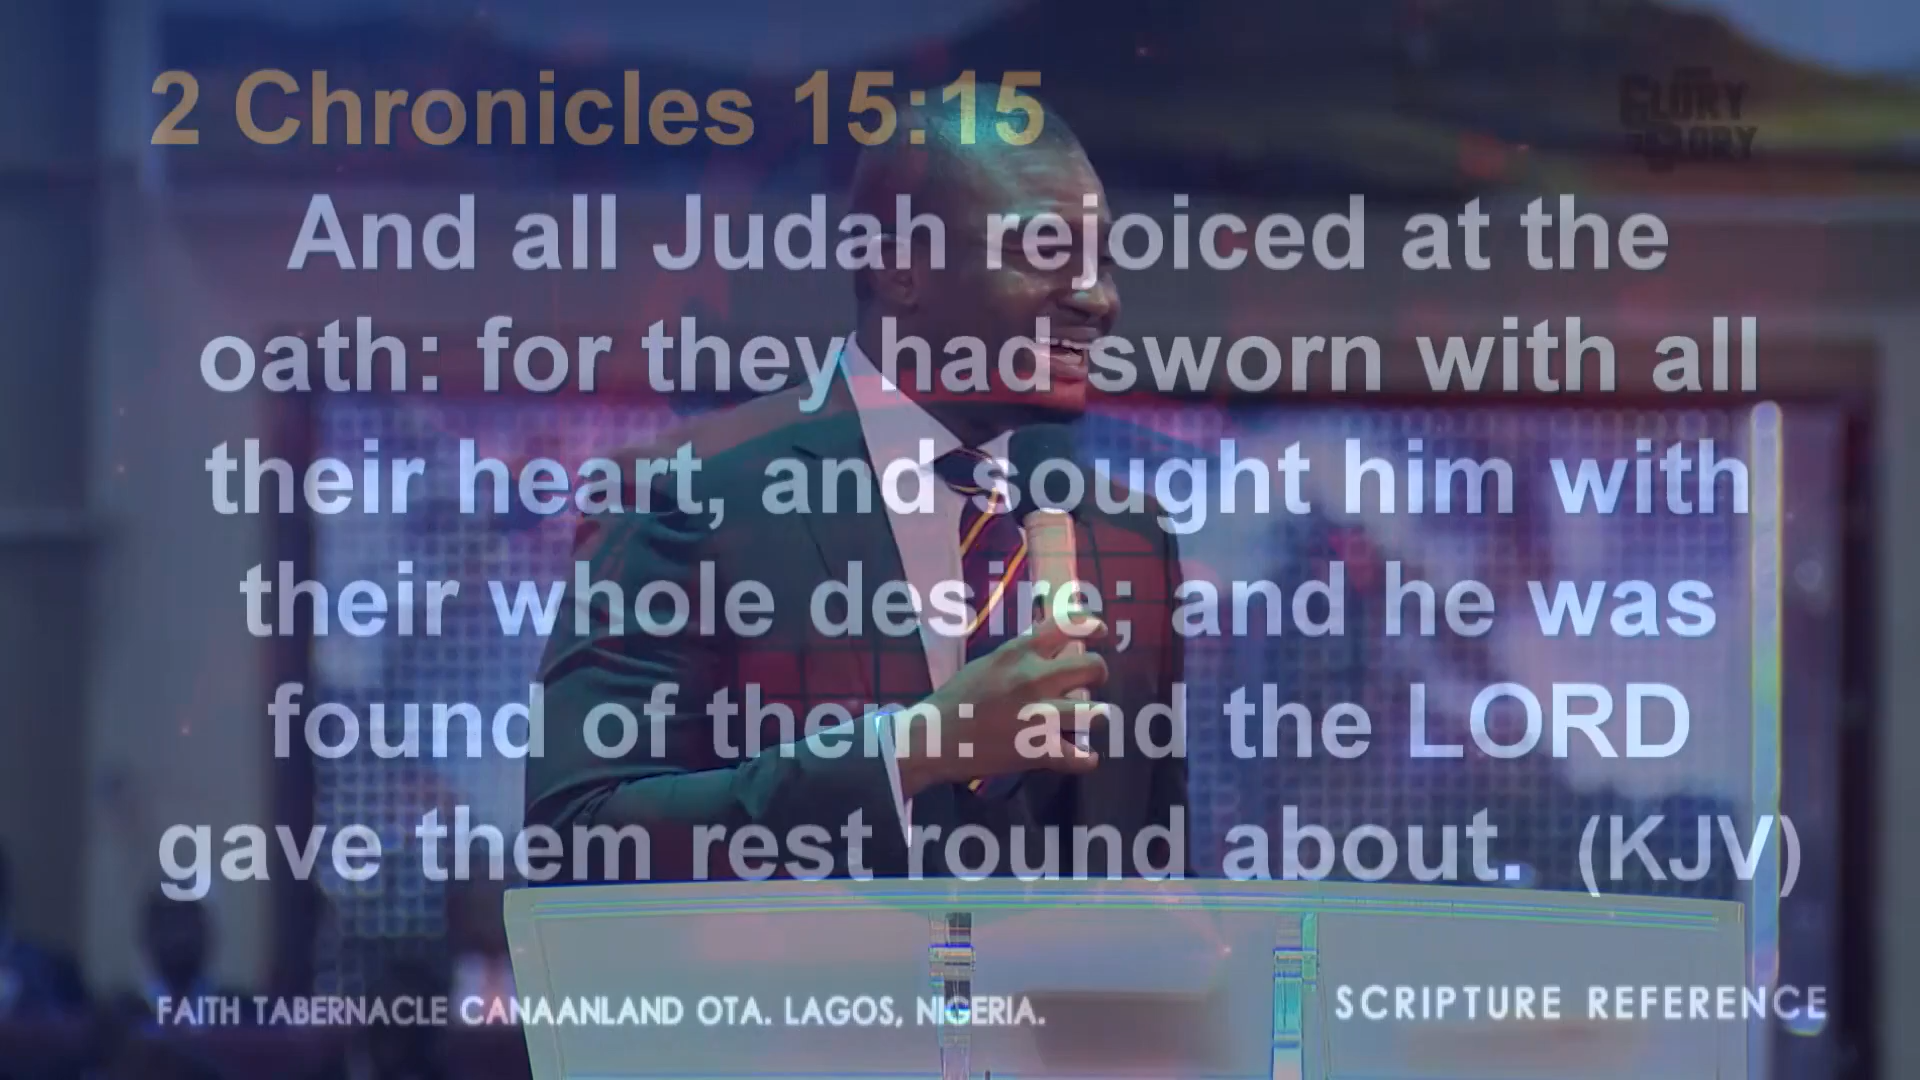 2 Chronicles 15:15
GLORY
And all Judah rejoiced at the
oath: for they had sworn with all
their heart, and sought him with
their whole desire; and he was
found of them: and the LORD
gave them rest round about. (KJV)
FAITH TABERNACLE CANAANLAND OTA. LAGOS, NIGERIA.
SCRIPTURE REFERENCE